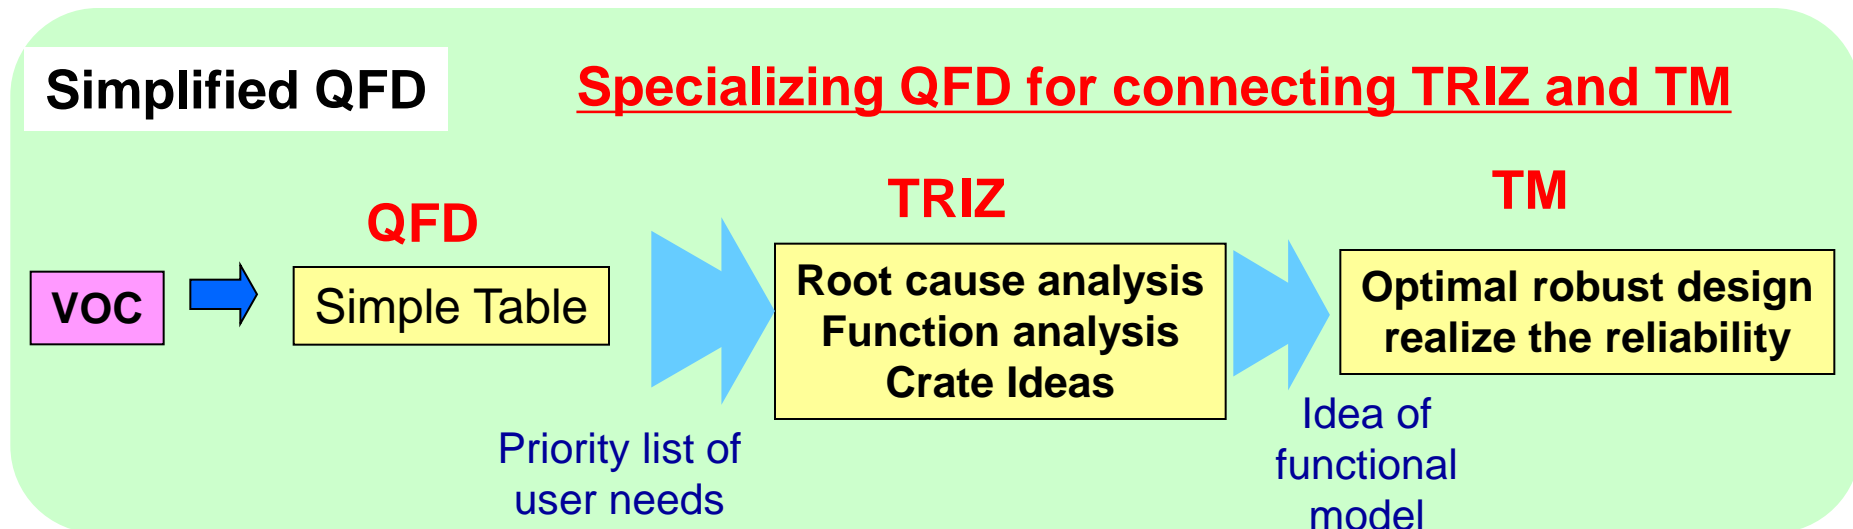 Simplified QFD
Specializing QFD for connecting TRIZ and TM
QFD
TRIZ
TM
VOC
Simple Table
Root cause analysis
Function analysis
Crate Ideas
Optimal robust design
realize the reliability
Priority list of
user needs
Idea of
functional
model